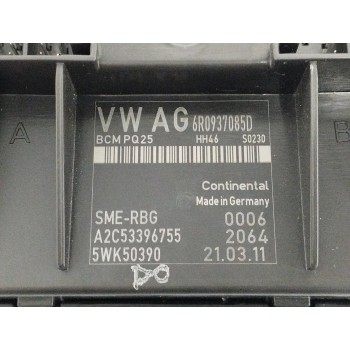 VW AG 6R0937085D
BCM PQ25 HH46 S0230
A B
Continental
Made in Germany
SME-RBG 0006
A2C53396755 2064
5WK50390 21.03.11